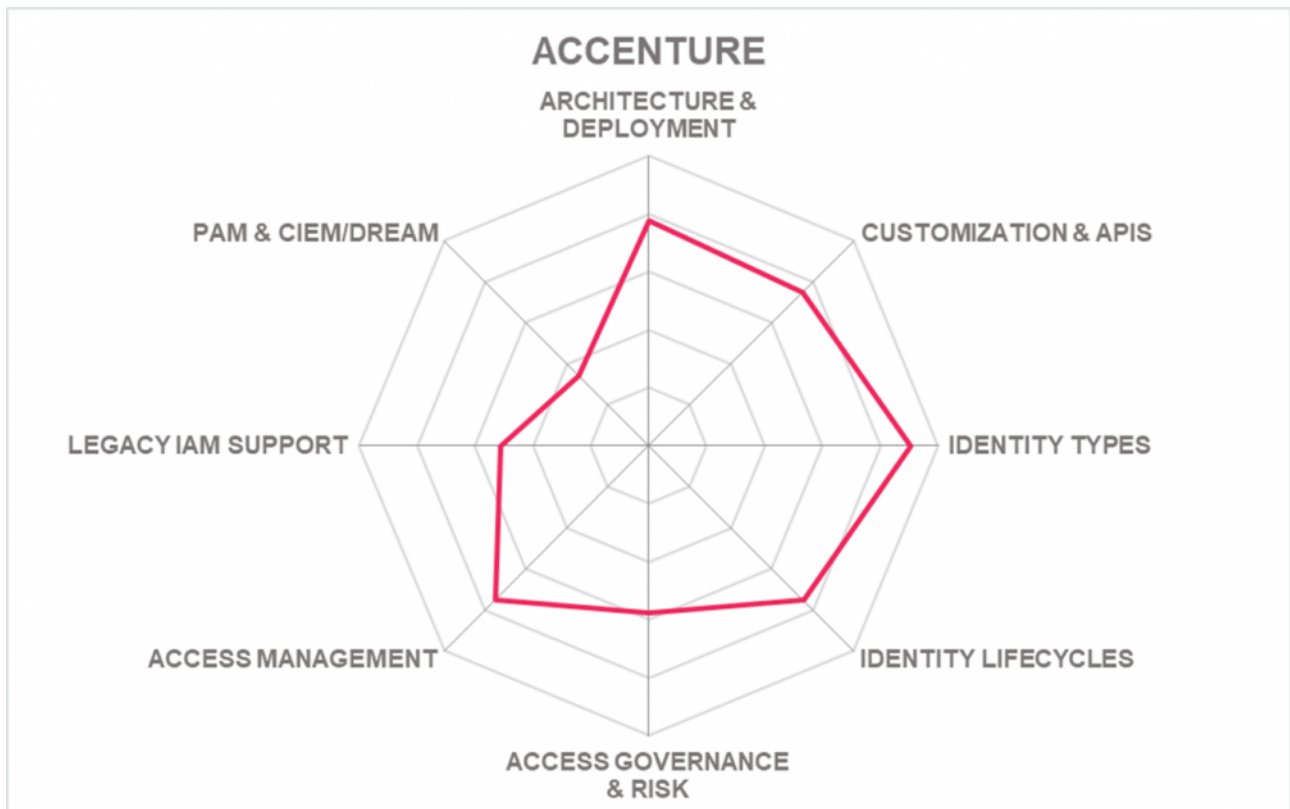 ACCENTURE
ARCHITECTURE &
DEPLOYMENT
PAM & CIEM/DREAM
CUSTOMIZATION & APIS
LEGACY IAM SUPPORT
IDENTITY TYPES
ACCESS MANAGEMENT
IDENTITY LIFECYCLES
ACCESS GOVERNANCE
& RISK